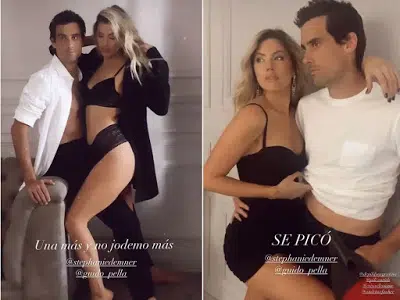 Una más y no jodemo más
@stephaniedemner
@guido_pella
SE PICÓ
@stephaniedemner
@guido_pella